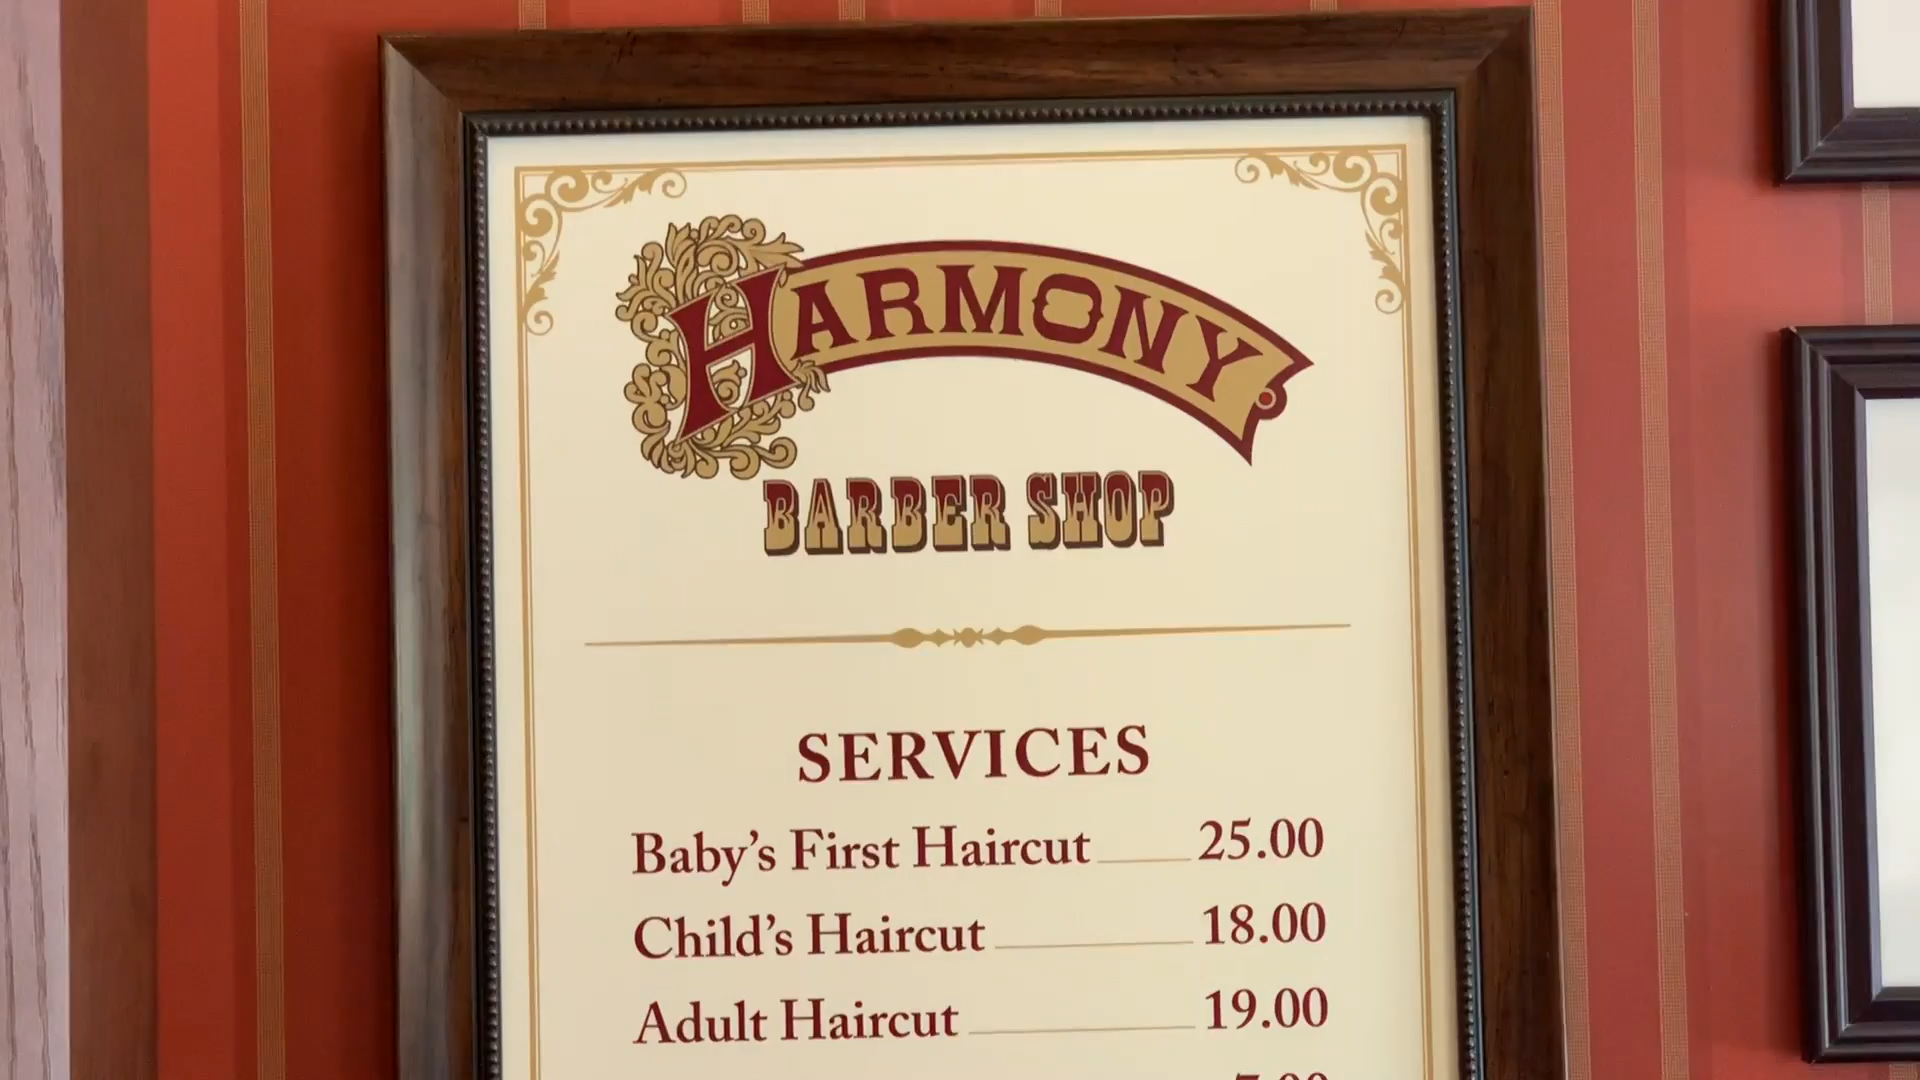 HARMONY
BARBER SHOP
SERVICES
Baby's First Haircut 25.00
Child's Haircut 18.00
Adult Haircut 19.00